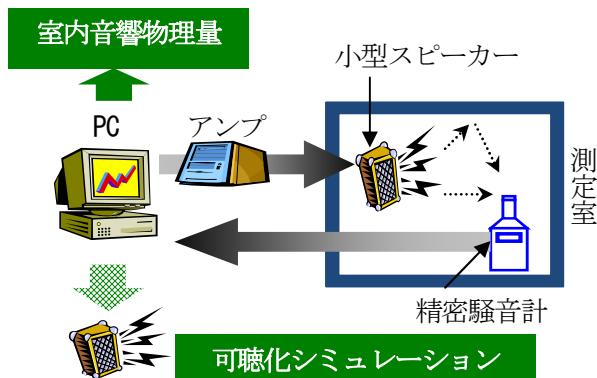 室内音響物理量
小型スピーカー
PC
アンプ
測定室
精密騒音計
可聴化シミュレーション